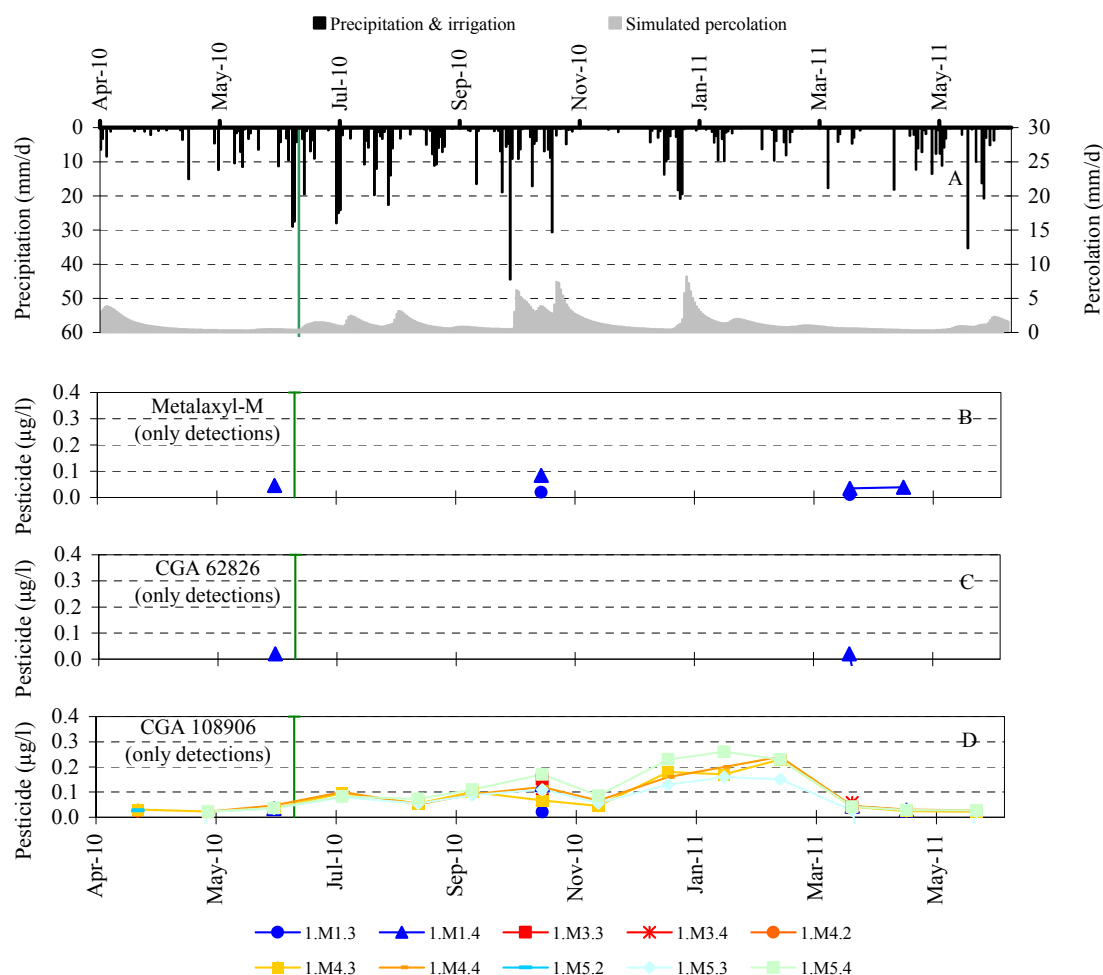 Precipitation & irrigation Simulated percolation
Apr-10 May-10 Jul-10 Sep-10 Nov-10 Jan-11 Mar-11 May-11
Precipitation (mm/d)
0
10
20
30
40
50
60
A
30
25
20
15
10
5
0
Percolation (mm/d)
Pesticide (µg/l)
0.4
0.3
0.2
0.1
0.0
Metalaxyl-M
(only detections)
B
Pesticide (µg/l)
0.4
0.3
0.2
0.1
0.0
CGA 62826
(only detections)
C
Pesticide (µg/l)
0.4
0.3
0.2
0.1
0.0
CGA 108906
(only detections)
D
Apr-10 May-10 Jul-10 Sep-10 Nov-10 Jan-11 Mar-11 May-11
1.M1.3 1.M1.4 1.M3.3 1.M3.4 1.M4.2
1.M4.3 1.M4.4 1.M5.2 1.M5.3 1.M5.4